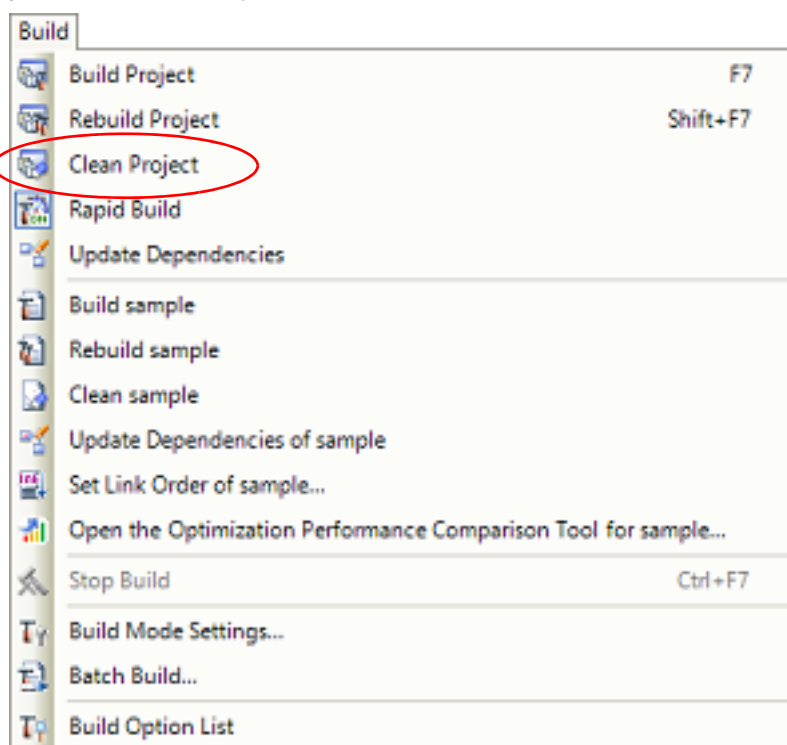 Build
Build Project F7
Rebuild Project Shift+F7
Clean Project
Rapid Build
Update Dependencies
Build sample
Rebuild sample
Clean sample
Update Dependencies of sample
Set Link Order of sample...
Open the Optimization Performance Comparison Tool for sample...
Stop Build Ctrl+F7
Build Mode Settings...
Batch Build...
Build Option List